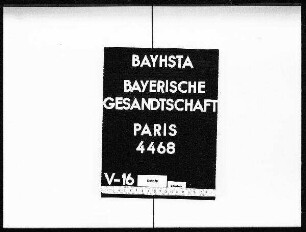 BAYHSTA
BAYERISCHE
GESANDTSCHAFT
PARIS
4468
V-16